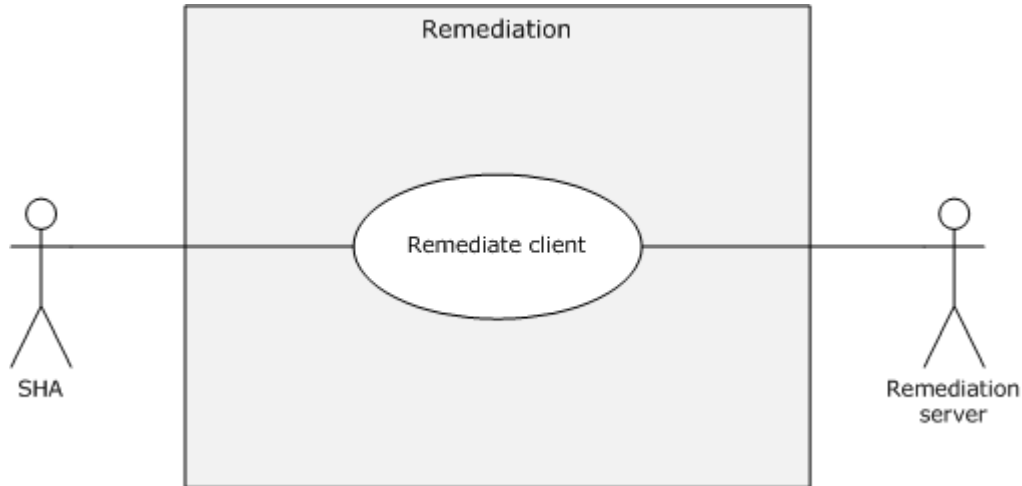 Remediation
Remediate client
SHA
Remediation
server